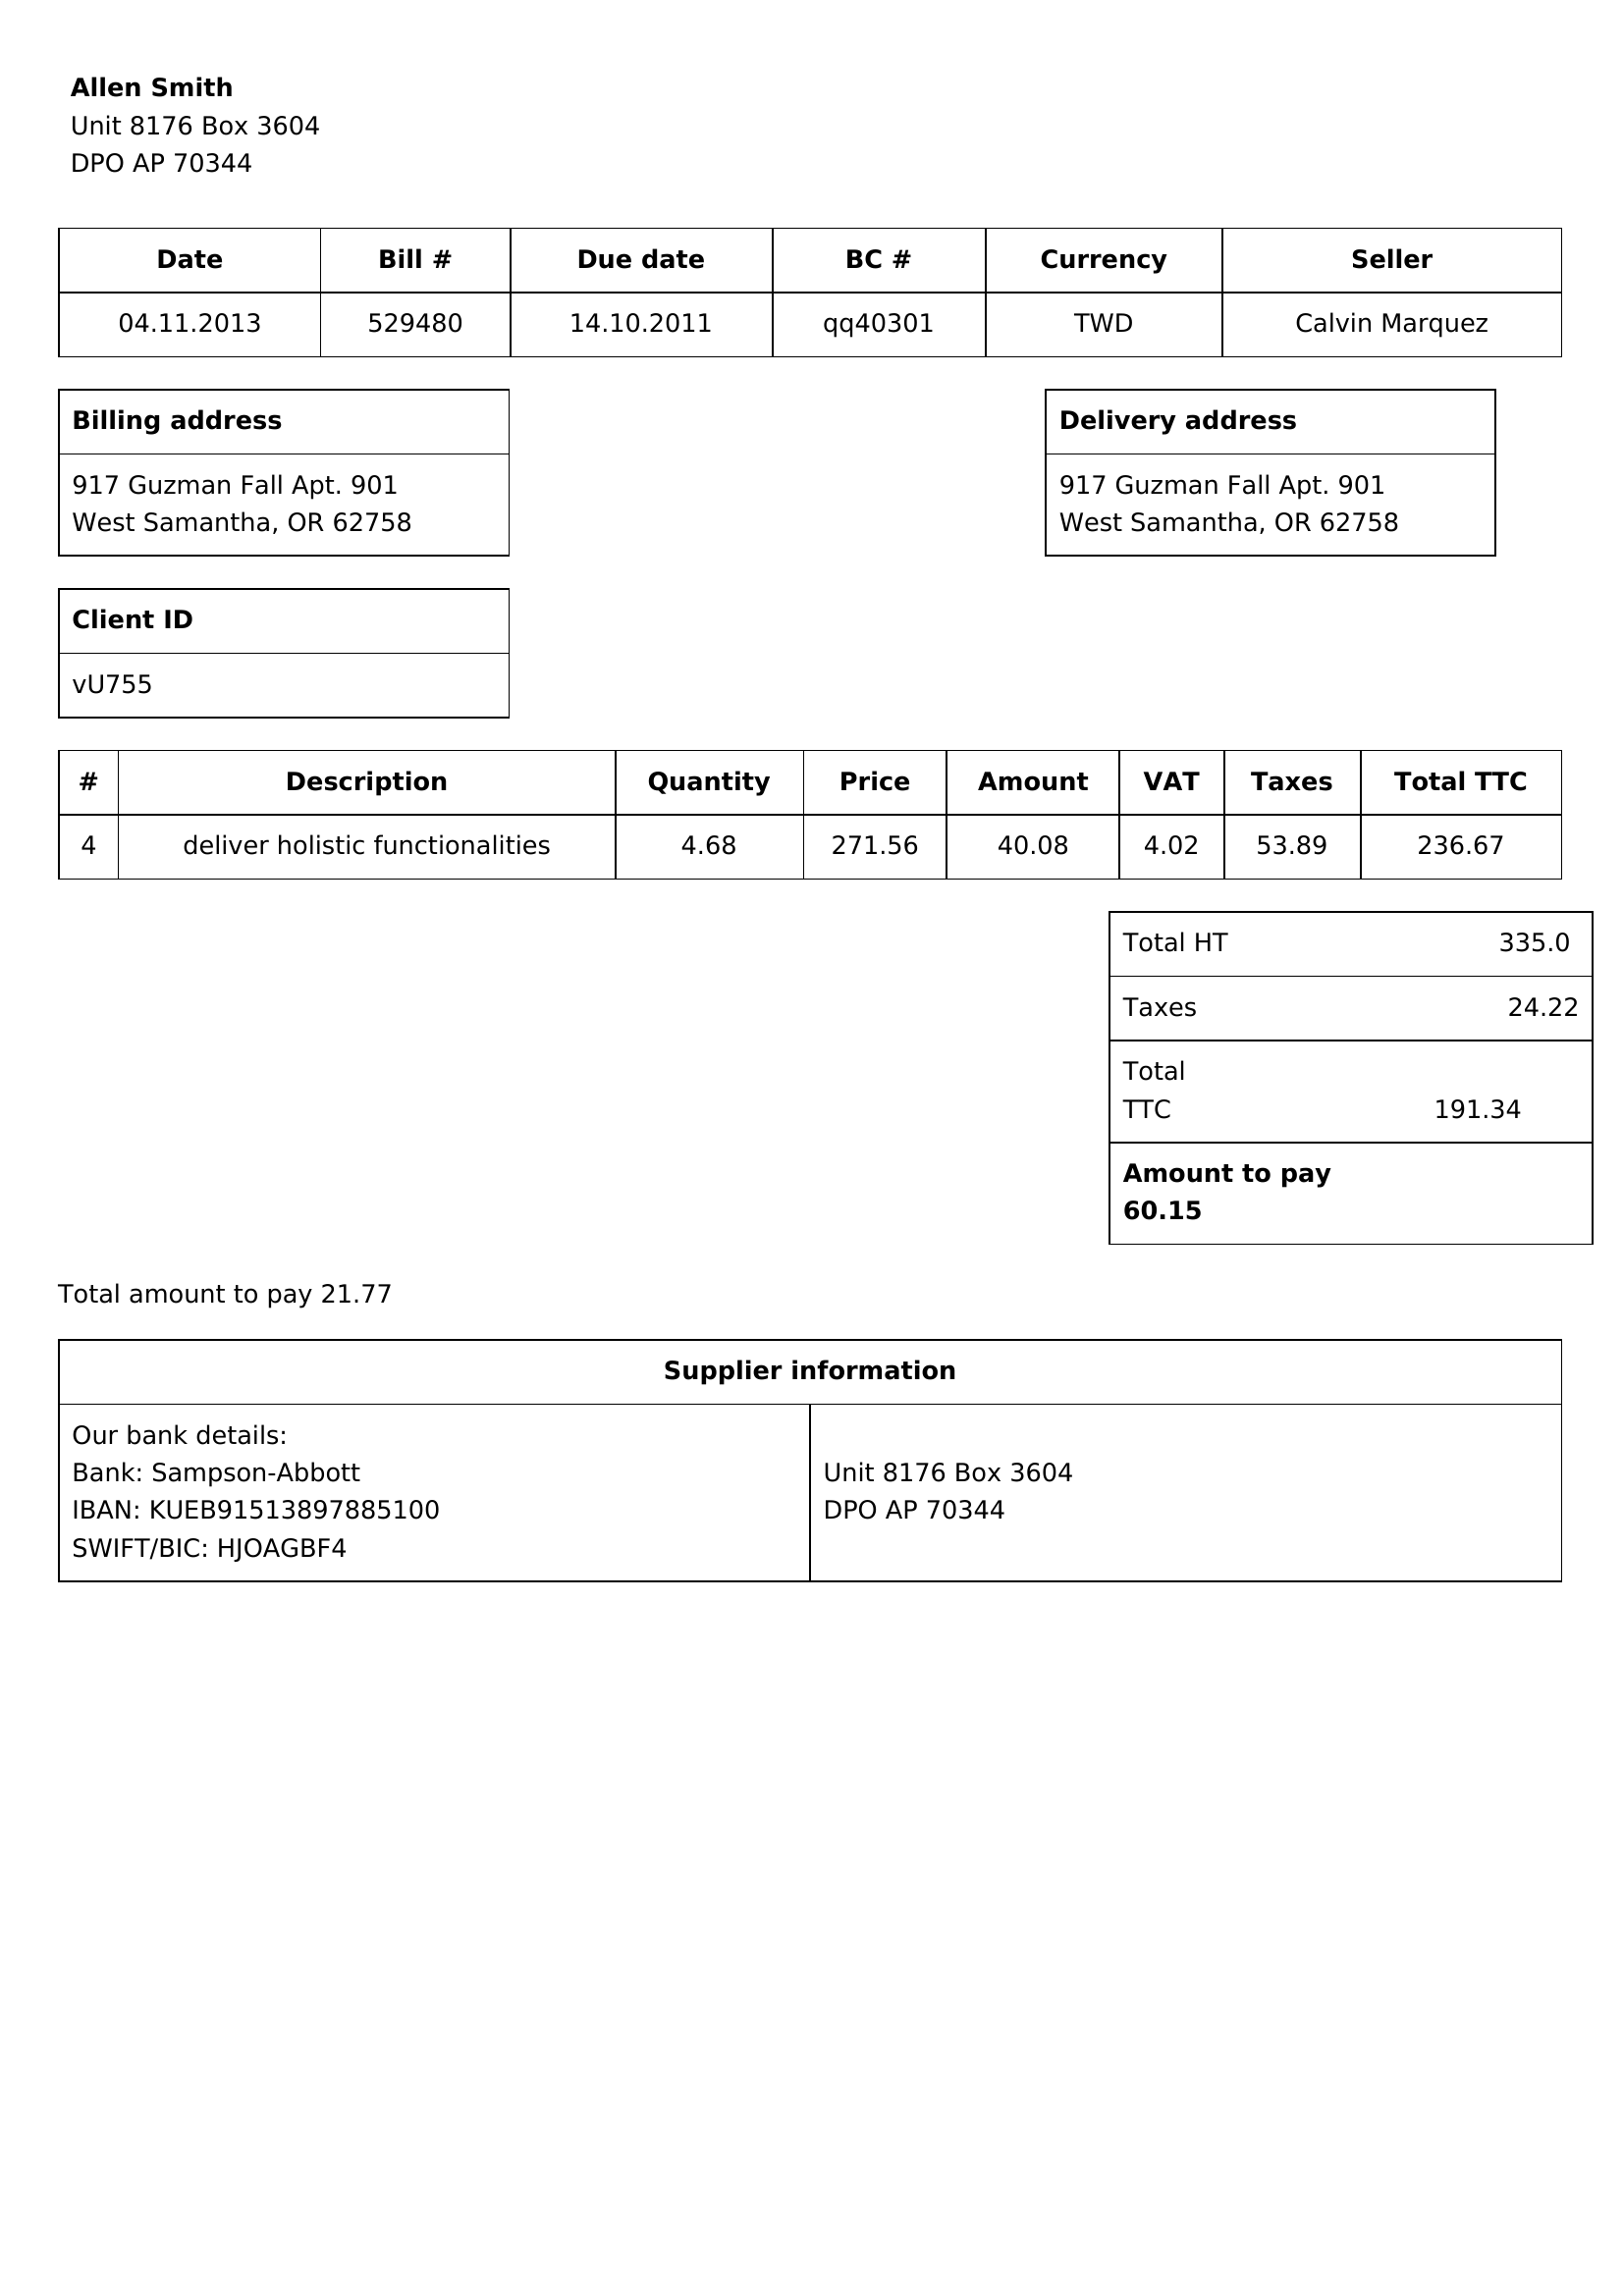 Allen Smith
Unit 8176 Box 3604
DPO AP 70344
Date Bill # Due date BC # Currency Seller
04.11.2013 529480 14.10.2011 qq40301 TWD Calvin Marquez
Billing address
917 Guzman Fall Apt. 901
West Samantha, OR 62758
Delivery address
917 Guzman Fall Apt. 901
West Samantha, OR 62758
Client ID
vU755
# Description Quantity Price Amount VAT Taxes Total TTC
4 deliver holistic functionalities 4.68 271.56 40.08 4.02 53.89 236.67
Total HT 335.0
Taxes 24.22
Total
TTC 191.34
Amount to pay
60.15
Total amount to pay 21.77
Supplier information
Our bank details:
Bank: Sampson-Abbott
IBAN: KUEB91513897885100
SWIFT/BIC: HJOAGBF4
Unit 8176 Box 3604
DPO AP 70344